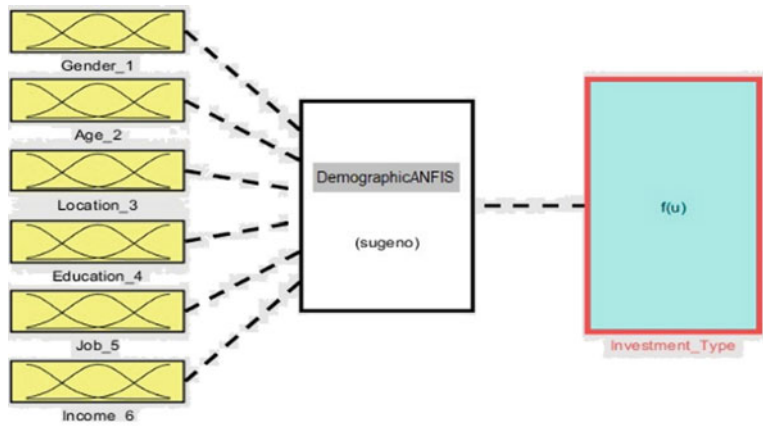 Gender_1
Age_2
Location_3
Education_4
Job_5
Income_6
DemographicANFIS
(sugeno)
f(u)
Investment_Type